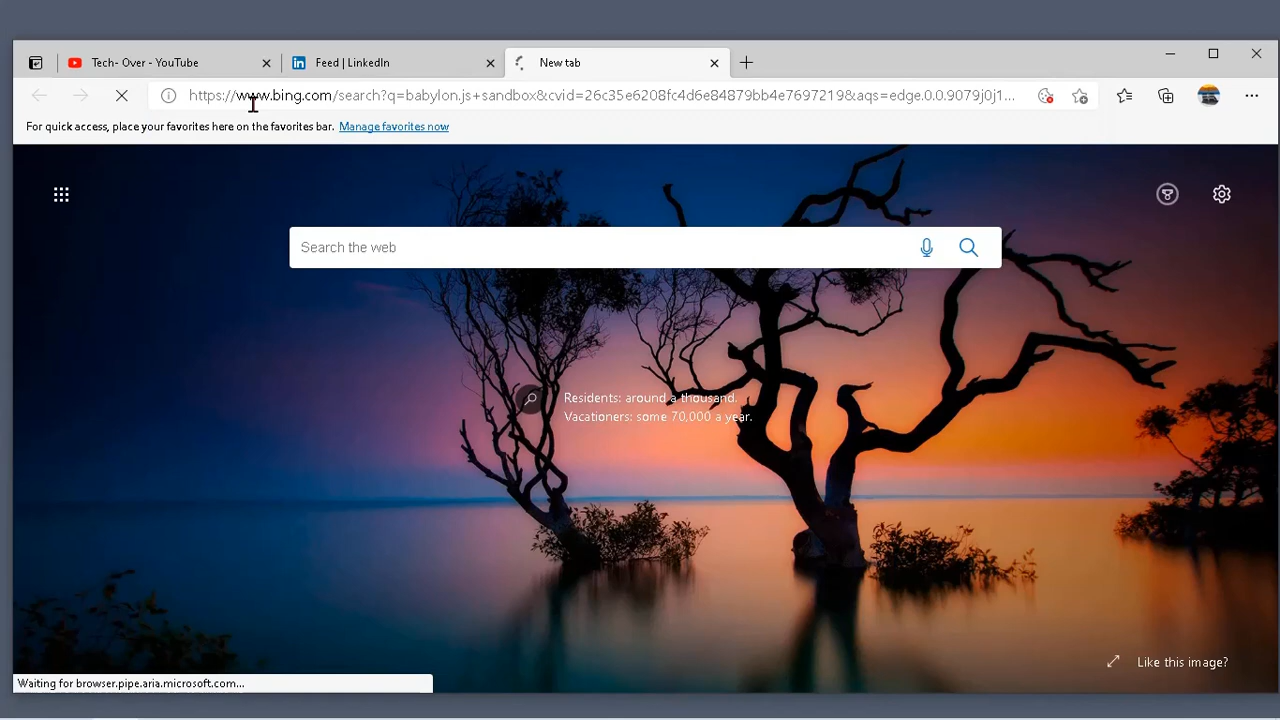 Tech- Over - YouTube
Feed | LinkedIn
New tab
https://www.bing.com/search?q=babylon.js+sandbox&cvid=26c35e6208fc4d6e84879bb4e7697219&aqs=edge.0.0.9079j0j1...
For quick access, place your favorites here on the favorites bar. Manage favorites now
Search the web
Residents: around a thousand.
Vacationers: some 70,000 a year.
Like this image?
Waiting for browser.pipe.aria.microsoft.com...